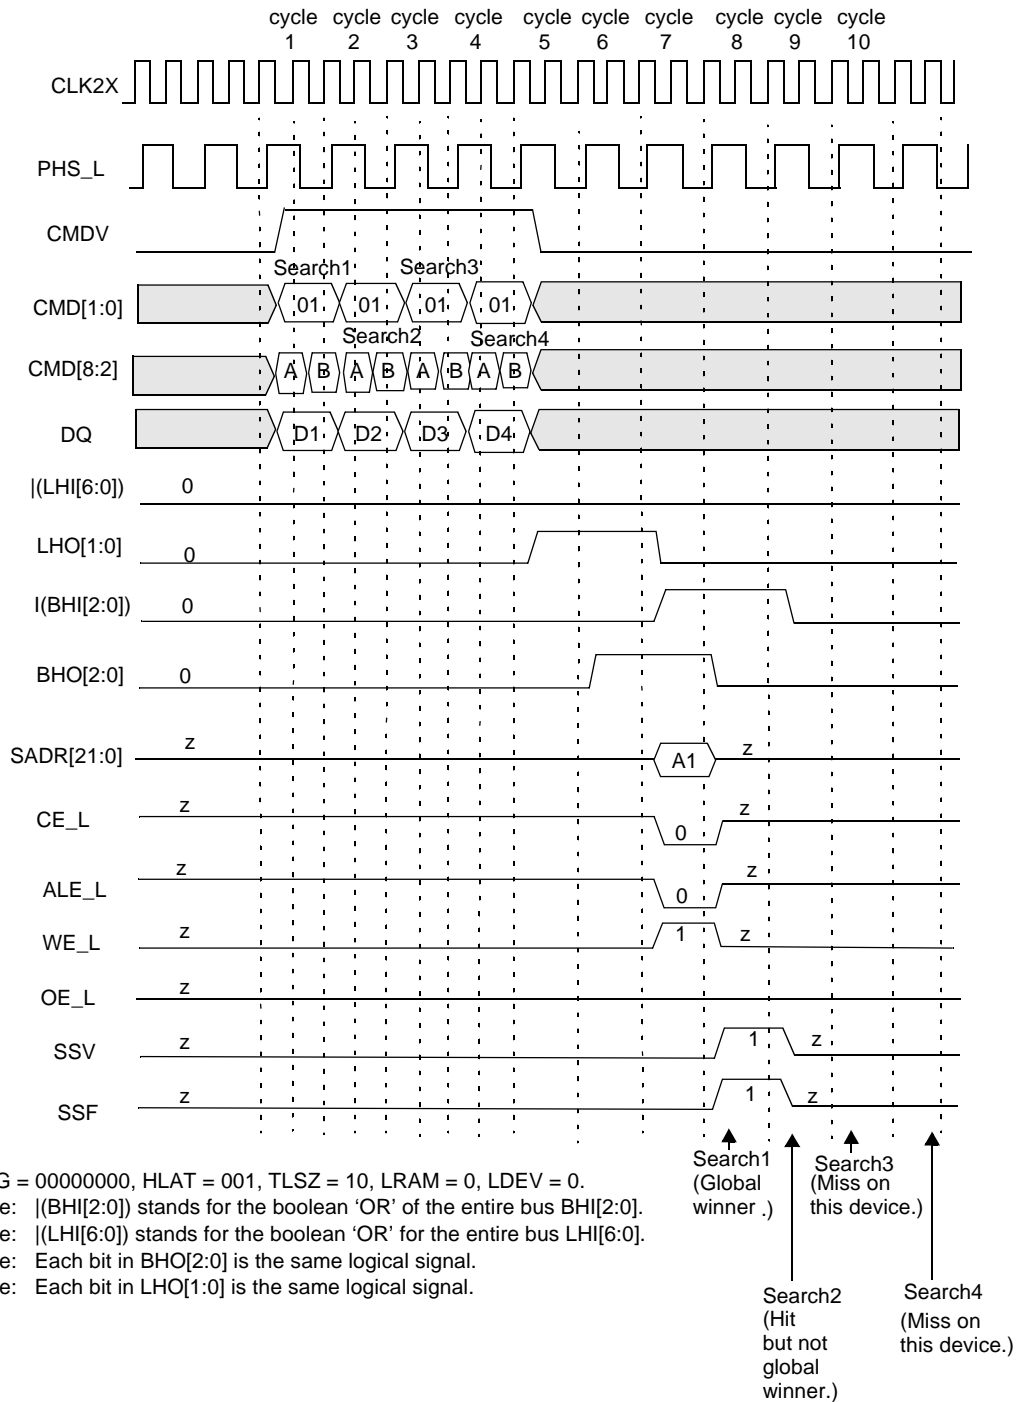 cycle cycle cycle cycle cycle cycle cycle cycle cycle cycle
1 2 3 4 5 6 7 8 9 10
CLK2X
PHS_L
CMDV
Search1 Search3
CMD[1:0] 01 01 01 01
Search2 Search4
CMD[8:2] A B A B A B A B
DQ D1 D2 D3 D4
|(LHI[6:0]) 0
LHO[1:0] 0
I(BHI[2:0]) 0
BHO[2:0] 0
SADR[21:0] z A1 z
CE_L z 0 z
ALE_L z 0 z
WE_L z 1 z
OE_L z
SSV z 1 z
SSF z 1 z
Search1
(Global
winner .)
Search3
(Miss on
this device.)
G = 00000000, HLAT = 001, TLSZ = 10, LRAM = 0, LDEV = 0.
e: |(BHI[2:0]) stands for the boolean ‘OR’ of the entire bus BHI[2:0].
e: |(LHI[6:0]) stands for the boolean ‘OR’ for the entire bus LHI[6:0].
e: Each bit in BHO[2:0] is the same logical signal.
e: Each bit in LHO[1:0] is the same logical signal.
Search2
(Hit
but not
global
winner.)
Search4
(Miss on
this device.)